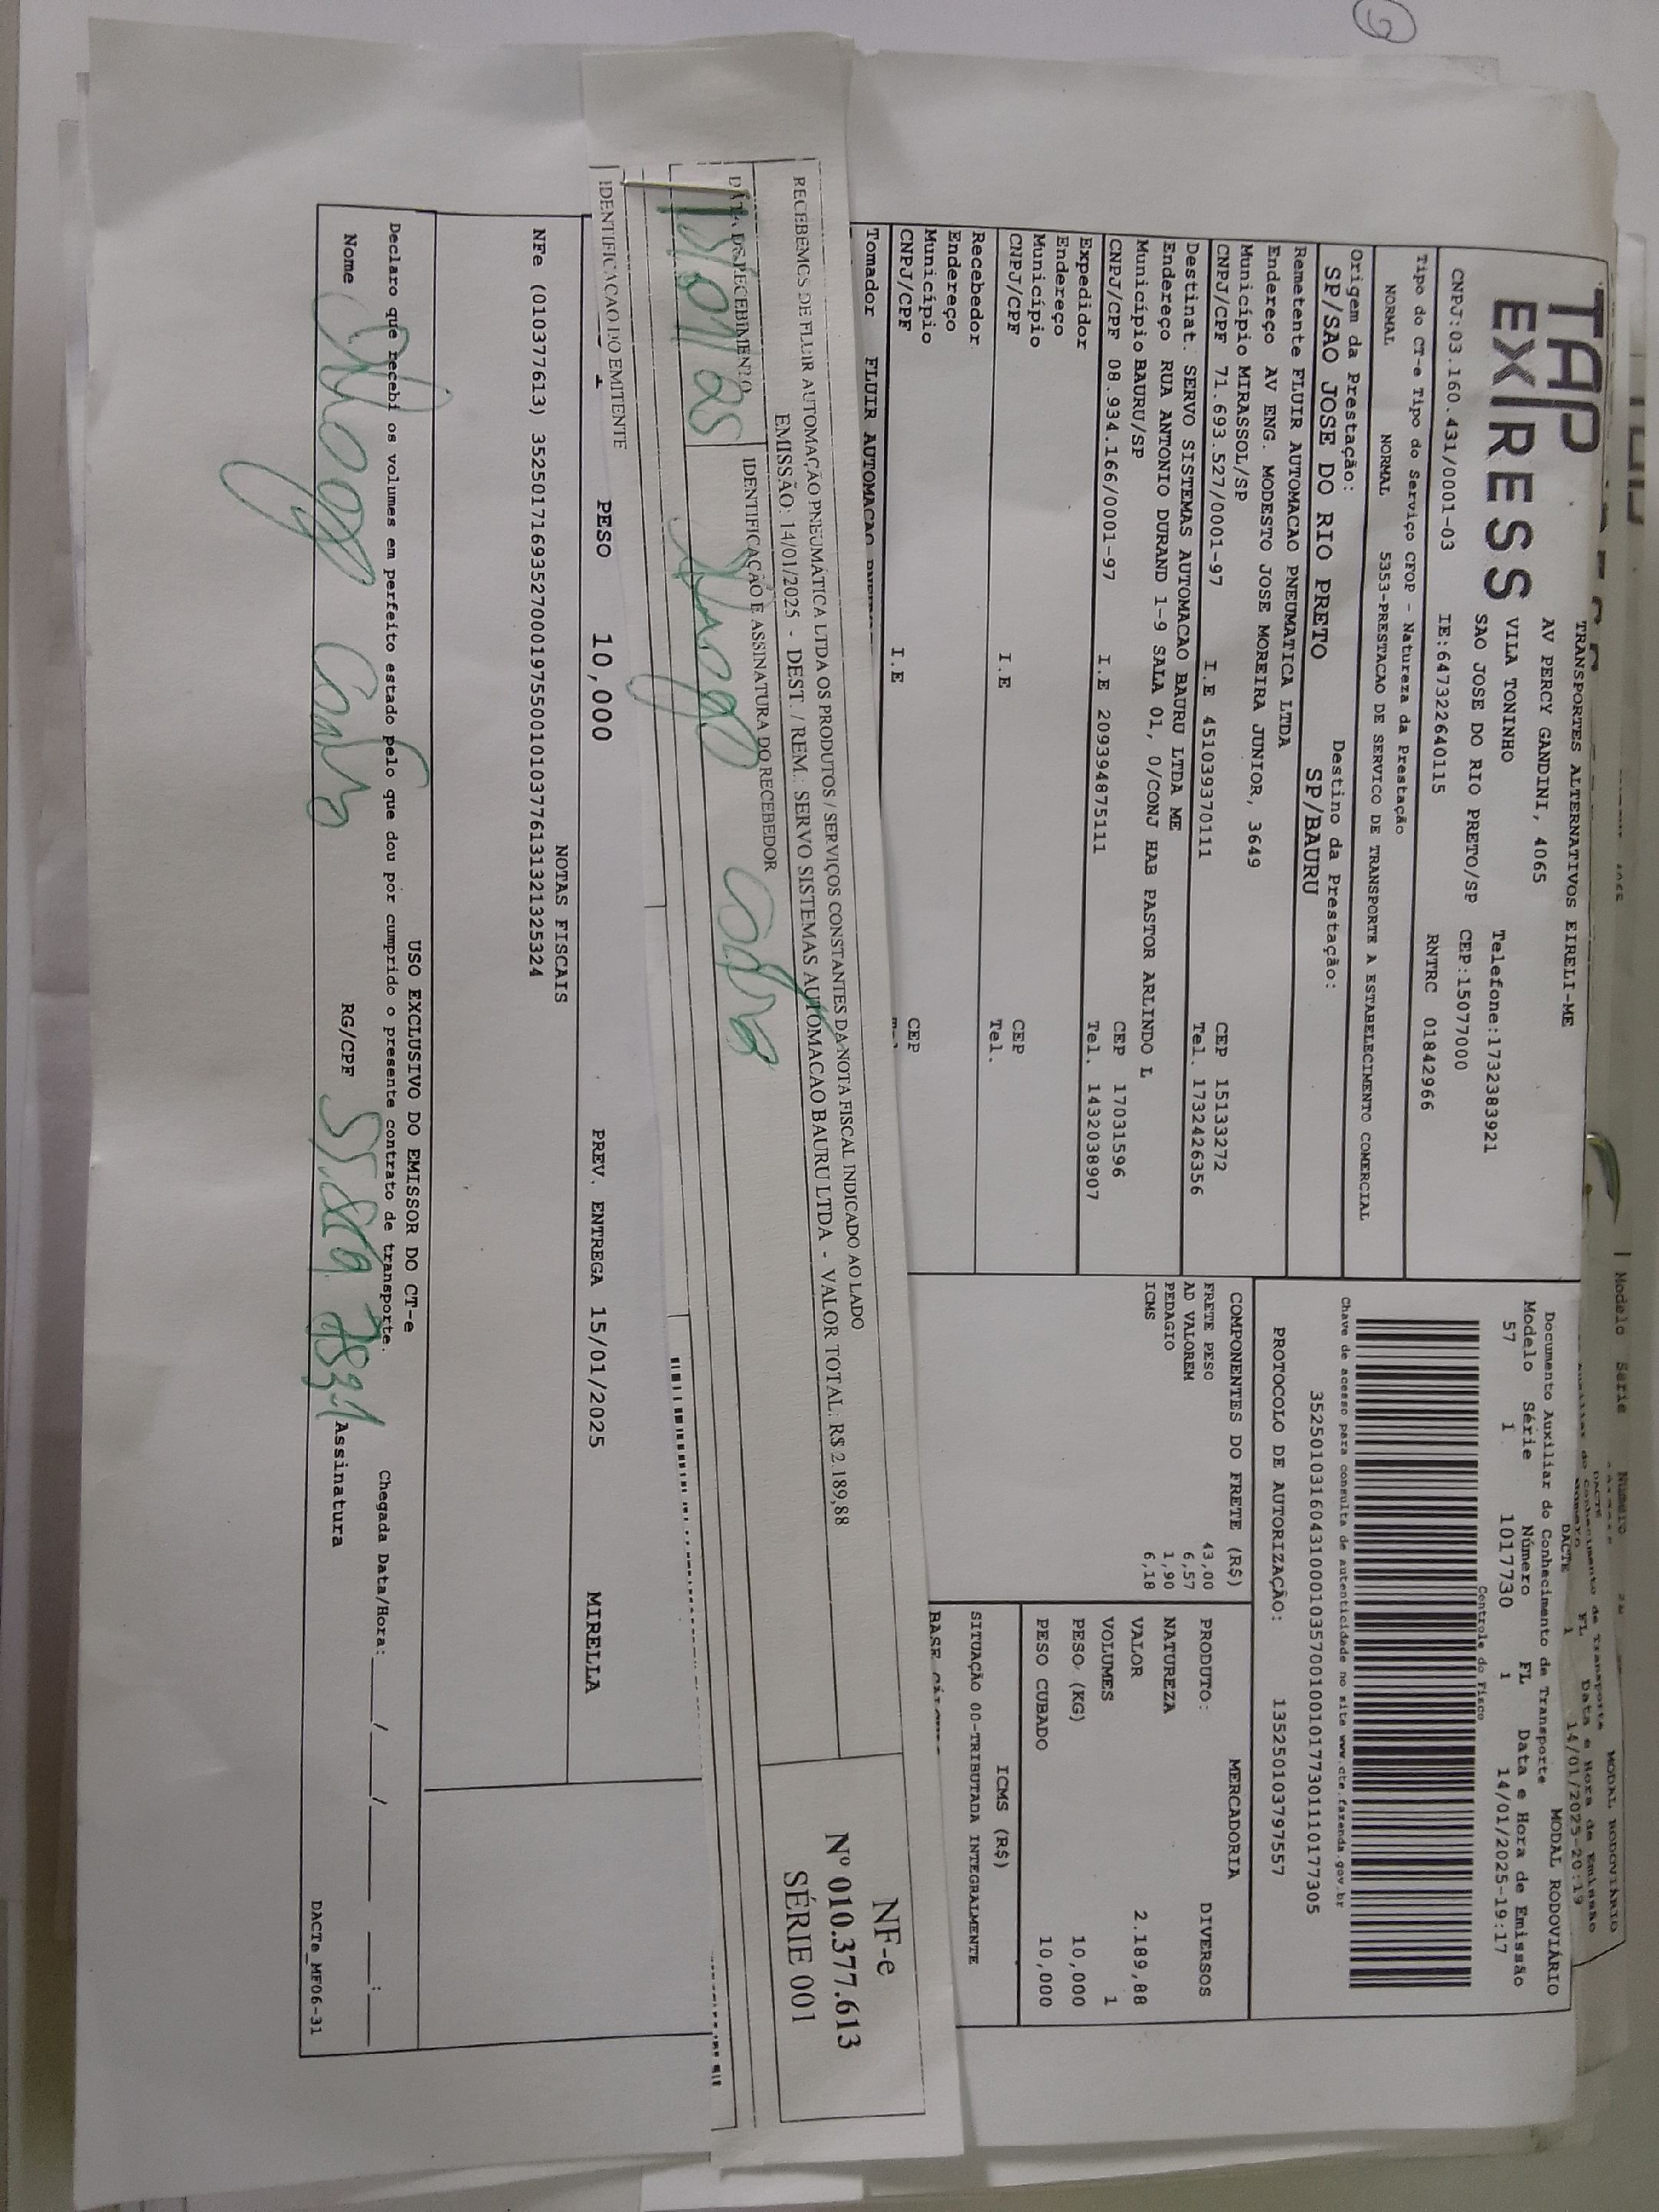 TAP
EXPRESS
TRANSPORTES ALTERNATIVOS EIRELI-ME
AV PERCY GANDINI, 4065
VILA TONINHO Telefone:1732383921
SAO JOSE DO RIO PRETO/SP CEP:15077000
CNPJ:03.160.431/0001-03 IE:647322640115 RNTRC 01842966
Tipo do CT-e Tipo do Serviço CFOP - Natureza da Prestação
NORMAL NORMAL 5353-PRESTACAO DE SERVICO DE TRANSPORTE A ESTABELECIMENTO COMERCIAL
Origem da Prestação: Destino da Prestação:
SP/SAO JOSE DO RIO PRETO SP/BAURU
Remetente FLUIR AUTOMACAO PNEUMATICA LTDA
Endereço AV ENG. MODESTO JOSE MOREIRA JUNIOR, 3649
Município MIRASSOL/SP CEP 15133272
CNPJ/CPF 71.693.527/0001-97 I.E 451039370111 Tel. 1732426356
Destinat. SERVO SISTEMAS AUTOMACAO BAURU LTDA ME
Endereço RUA ANTONIO DURAND 1-9 SALA 01, 0/CONJ HAB PASTOR ARLINDO L
Município BAURU/SP CEP 17031596
CNPJ/CPF 08.934.166/0001-97 I.E 209394875111 Tel. 1432038907
Expedidor
Endereço
Município CEP
CNPJ/CPF I.E Tel.
Recebedor
Endereço
Município CEP
CNPJ/CPF I.E
Tomador FLUIR AUTOMACAO
MODAL RODOVIÁRIO
DACTE
Documento Auxiliar do Conhecimento de Transporte
Modelo Série Número FL Data e Hora de Emissão
57 1 1017730 1 14/01/2025-19:17
Controle do Fisco
Chave de acesso para consulta de autenticidade no site www.cte.fazenda.gov.br
35250103160431000103570010010177301110177305
PROTOCOLO DE AUTORIZAÇÃO: 135250103797557
COMPONENTES DO FRETE (R$)
FRETE PESO 43,00
AD VALOREM 6,57
PEDAGIO 1,90
ICMS 6,18
MERCADORIA
PRODUTO: DIVERSOS
NATUREZA
VALOR 2.189,88
VOLUMES 1
PESO (KG) 10,000
PESO CUBADO 10,000
ICMS (R$)
SITUAÇÃO 00-TRIBUTADA INTEGRALMENTE
RECEBEMOS DE FLUIR AUTOMAÇÃO PNEUMÁTICA LTDA OS PRODUTOS / SERVIÇOS CONSTANTES DA NOTA FISCAL INDICADO AO LADO
EMISSÃO: 14/01/2025 - DEST. / REM.: SERVO SISTEMAS AUTOMACAO BAURU LTDA - VALOR TOTAL: R$ 2.189,88
DATA DE RECEBIMENTO IDENTIFICAÇÃO E ASSINATURA DO RECEBEDOR
NF-e
Nº 010.377.613
SÉRIE 001
IDENTIFICAÇÃO DO EMITENTE
PESO 10,000 PREV. ENTREGA 15/01/2025 MIRELLA
NOTAS FISCAIS
NFe (010377613) 35250171693527000197550010103776131321325324
USO EXCLUSIVO DO EMISSOR DO CT-e
Declaro que recebi os volumes em perfeito estado pelo que dou por cumprido o presente contrato de transporte. Chegada Data/Hora:____/____/______ ___:___
Nome RG/CPF Assinatura
DACTe_MF06-31